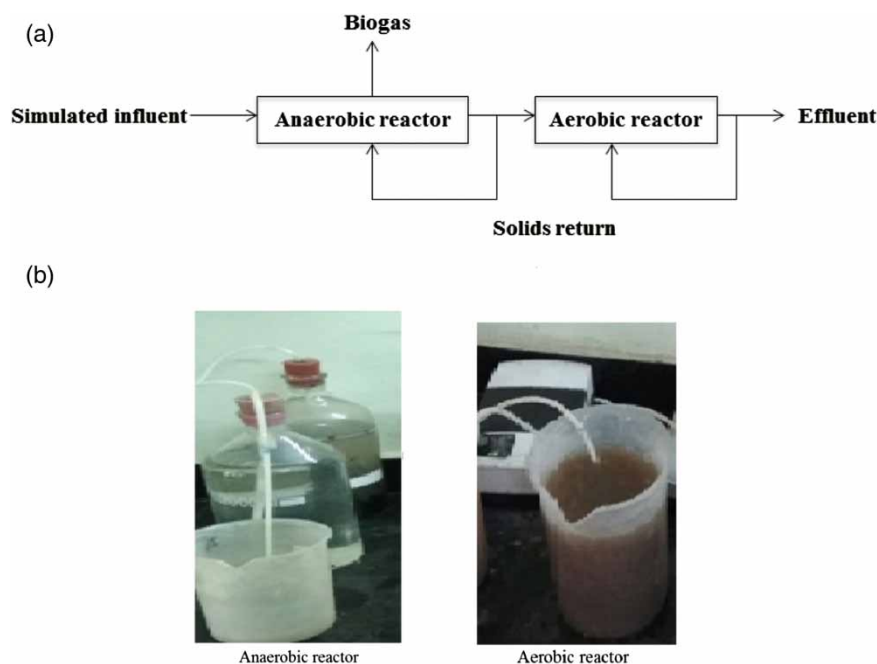 (a)
Biogas
Simulated influent
Anaerobic reactor
Aerobic reactor
Effluent
Solids return
(b)
Anaerobic reactor
Aerobic reactor